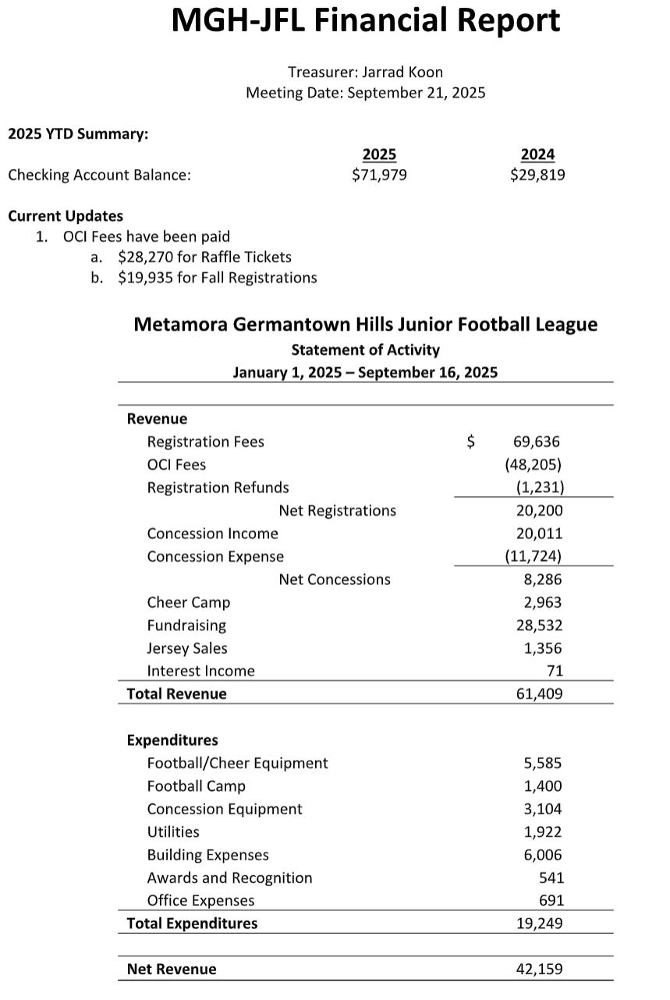 MGH-JFL Financial Report
Treasurer: Jarrad Koon
Meeting Date: September 21, 2025
2025 YTD Summary:
2025 2024
Checking Account Balance: $71,979 $29,819
Current Updates
1. OCI Fees have been paid
a. $28,270 for Raffle Tickets
b. $19,935 for Fall Registrations
Metamora Germantown Hills Junior Football League
Statement of Activity
January 1, 2025 – September 16, 2025
Revenue
Registration Fees $ 69,636
OCI Fees (48,205)
Registration Refunds (1,231)
Net Registrations 20,200
Concession Income 20,011
Concession Expense (11,724)
Net Concessions 8,286
Cheer Camp 2,963
Fundraising 28,532
Jersey Sales 1,356
Interest Income 71
Total Revenue 61,409
Expenditures
Football/Cheer Equipment 5,585
Football Camp 1,400
Concession Equipment 3,104
Utilities 1,922
Building Expenses 6,006
Awards and Recognition 541
Office Expenses 691
Total Expenditures 19,249
Net Revenue 42,159